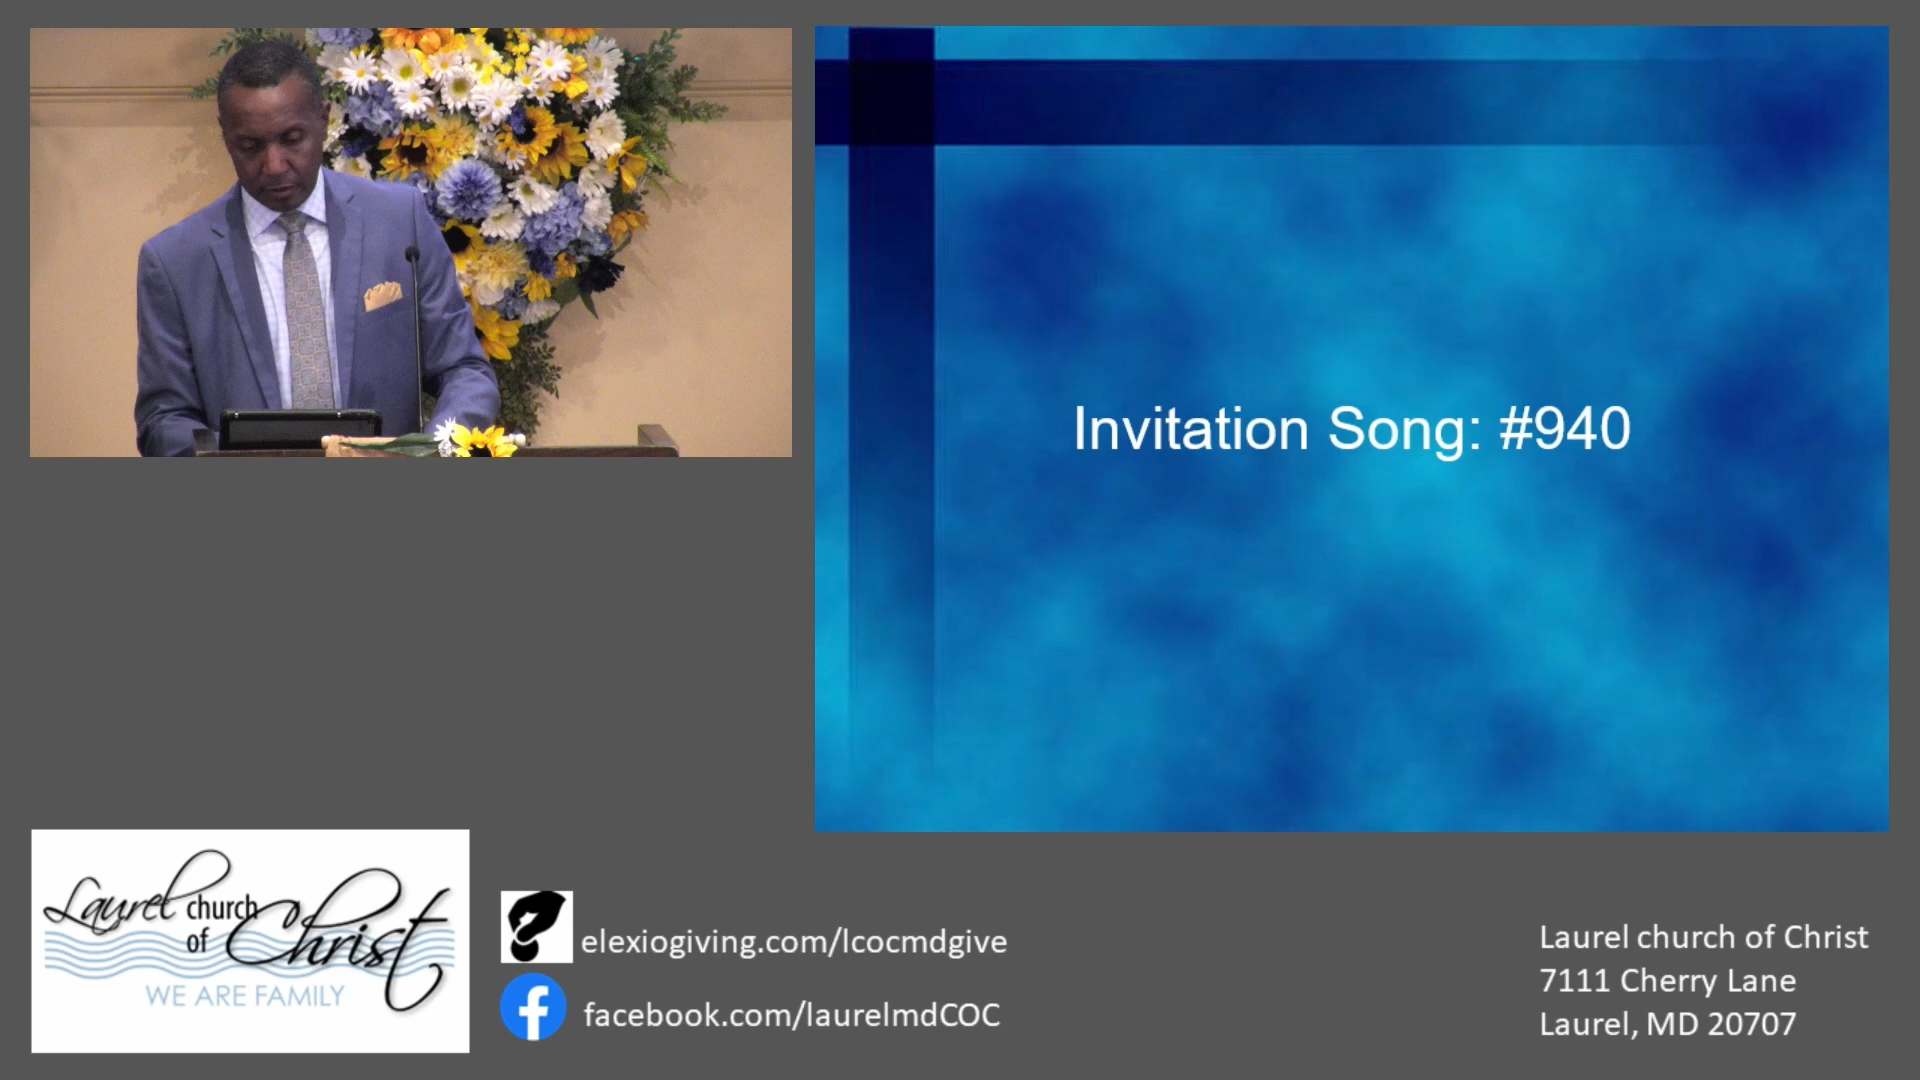 Invitation Song: #940
Laurel church
of Christ
WE ARE FAMILY
elexiogiving.com/lcocmdgive
facebook.com/laurelmdCOC
Laurel church of Christ
7111 Cherry Lane
Laurel, MD 20707